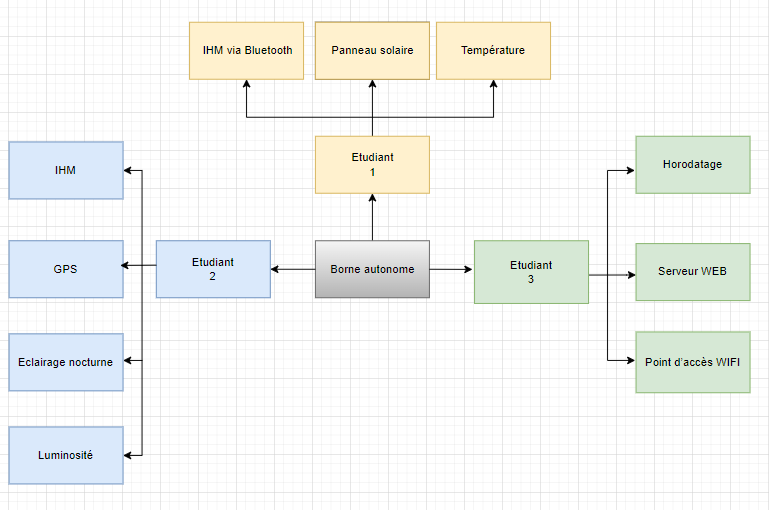 IHM via Bluetooth
Panneau solaire
Température
Etudiant
1
IHM
Horodatage
GPS
Etudiant
2
Borne autonome
Etudiant
3
Serveur WEB
Eclairage nocturne
Point d'accès WIFI
Luminosité